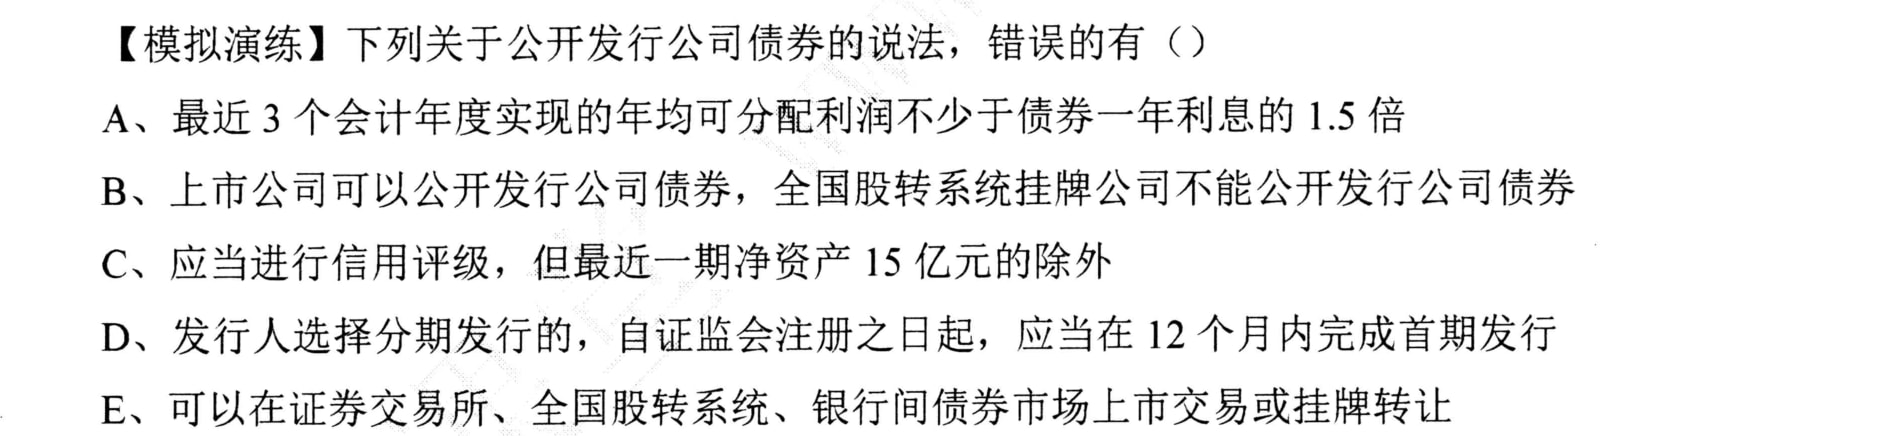 【模拟演练】下列关于公开发行公司债券的说法，错误的有（）
A、最近 3 个会计年度实现的年均可分配利润不少于债券一年利息的 1.5 倍
B、上市公司可以公开发行公司债券，全国股转系统挂牌公司不能公开发行公司债券
C、应当进行信用评级，但最近一期净资产 15 亿元的除外
D、发行人选择分期发行的，自证监会注册之日起，应当在 12 个月内完成首期发行
E、可以在证券交易所、全国股转系统、银行间债券市场上市交易或挂牌转让